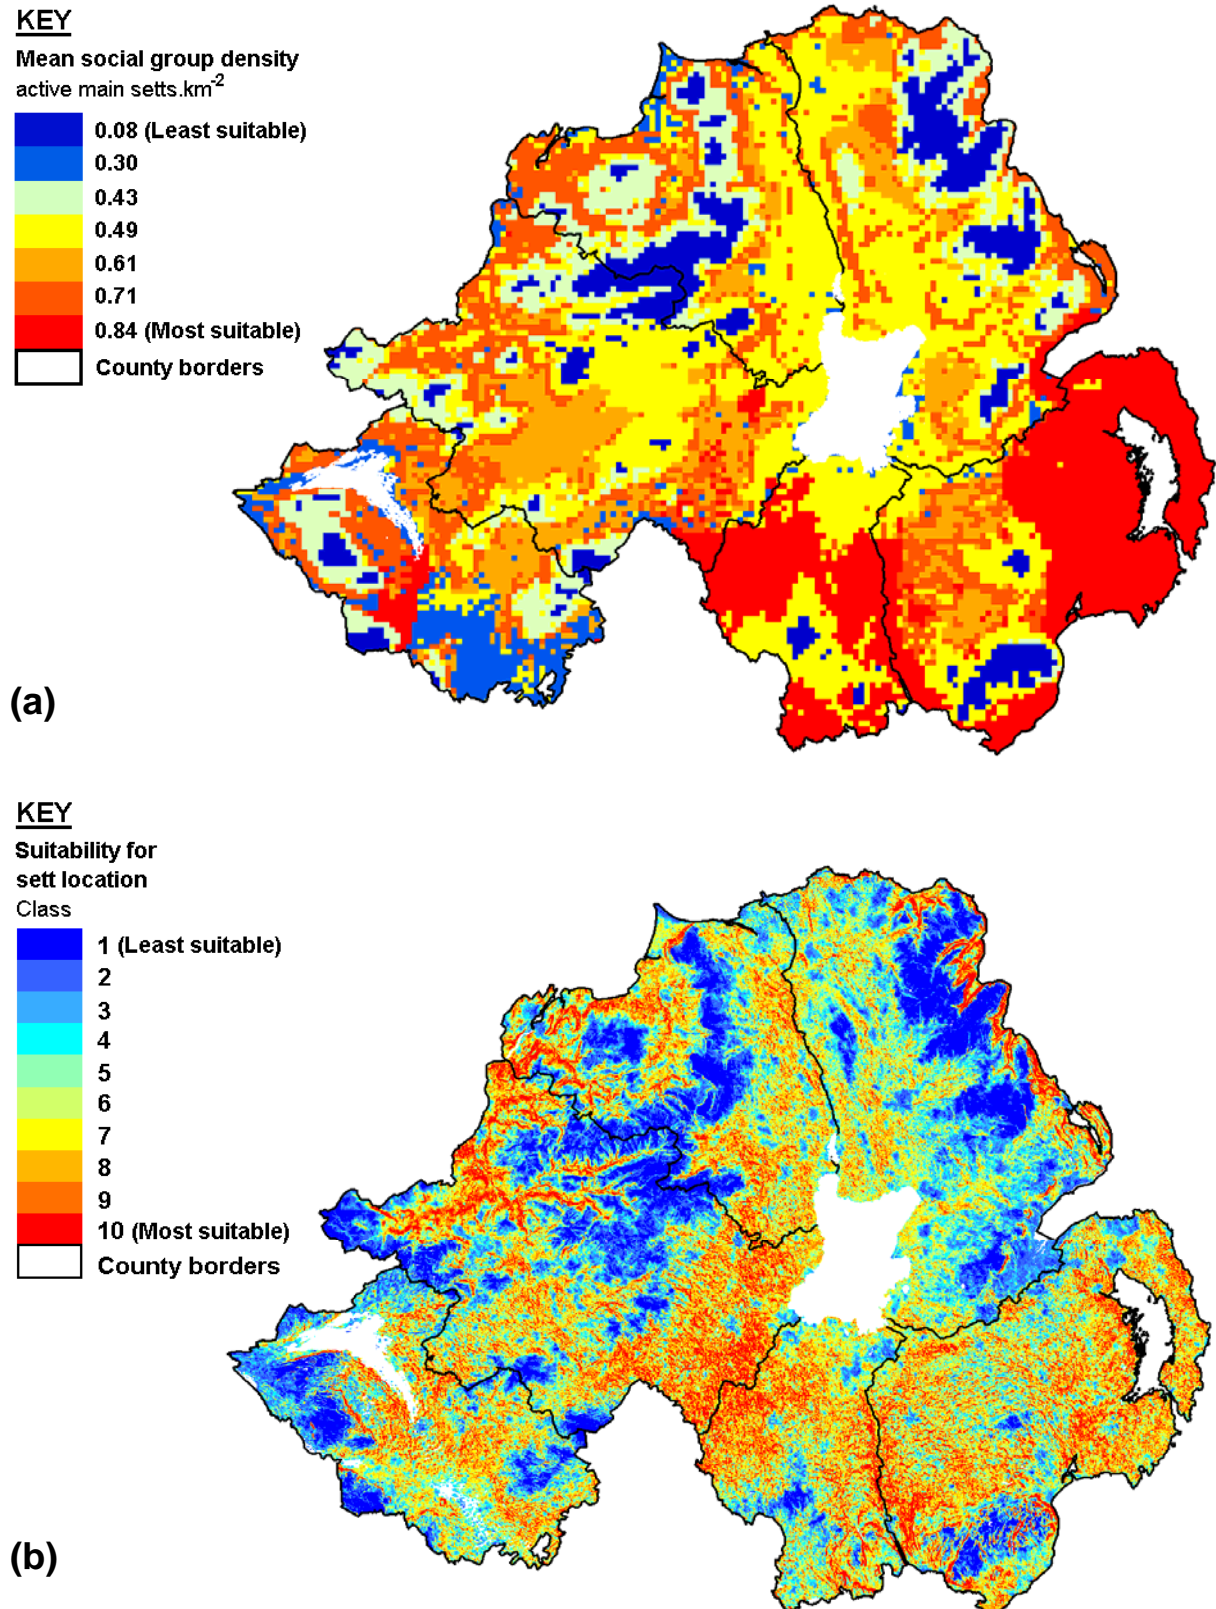 KEY
Mean social group density
active main setts.km-2
0.08 (Least suitable)
0.30
0.43
0.49
0.61
0.71
0.84 (Most suitable)
County borders
(a)
KEY
Suitability for
sett location
Class
1 (Least suitable)
2
3
4
5
6
7
8
9
10 (Most suitable)
County borders
(b)